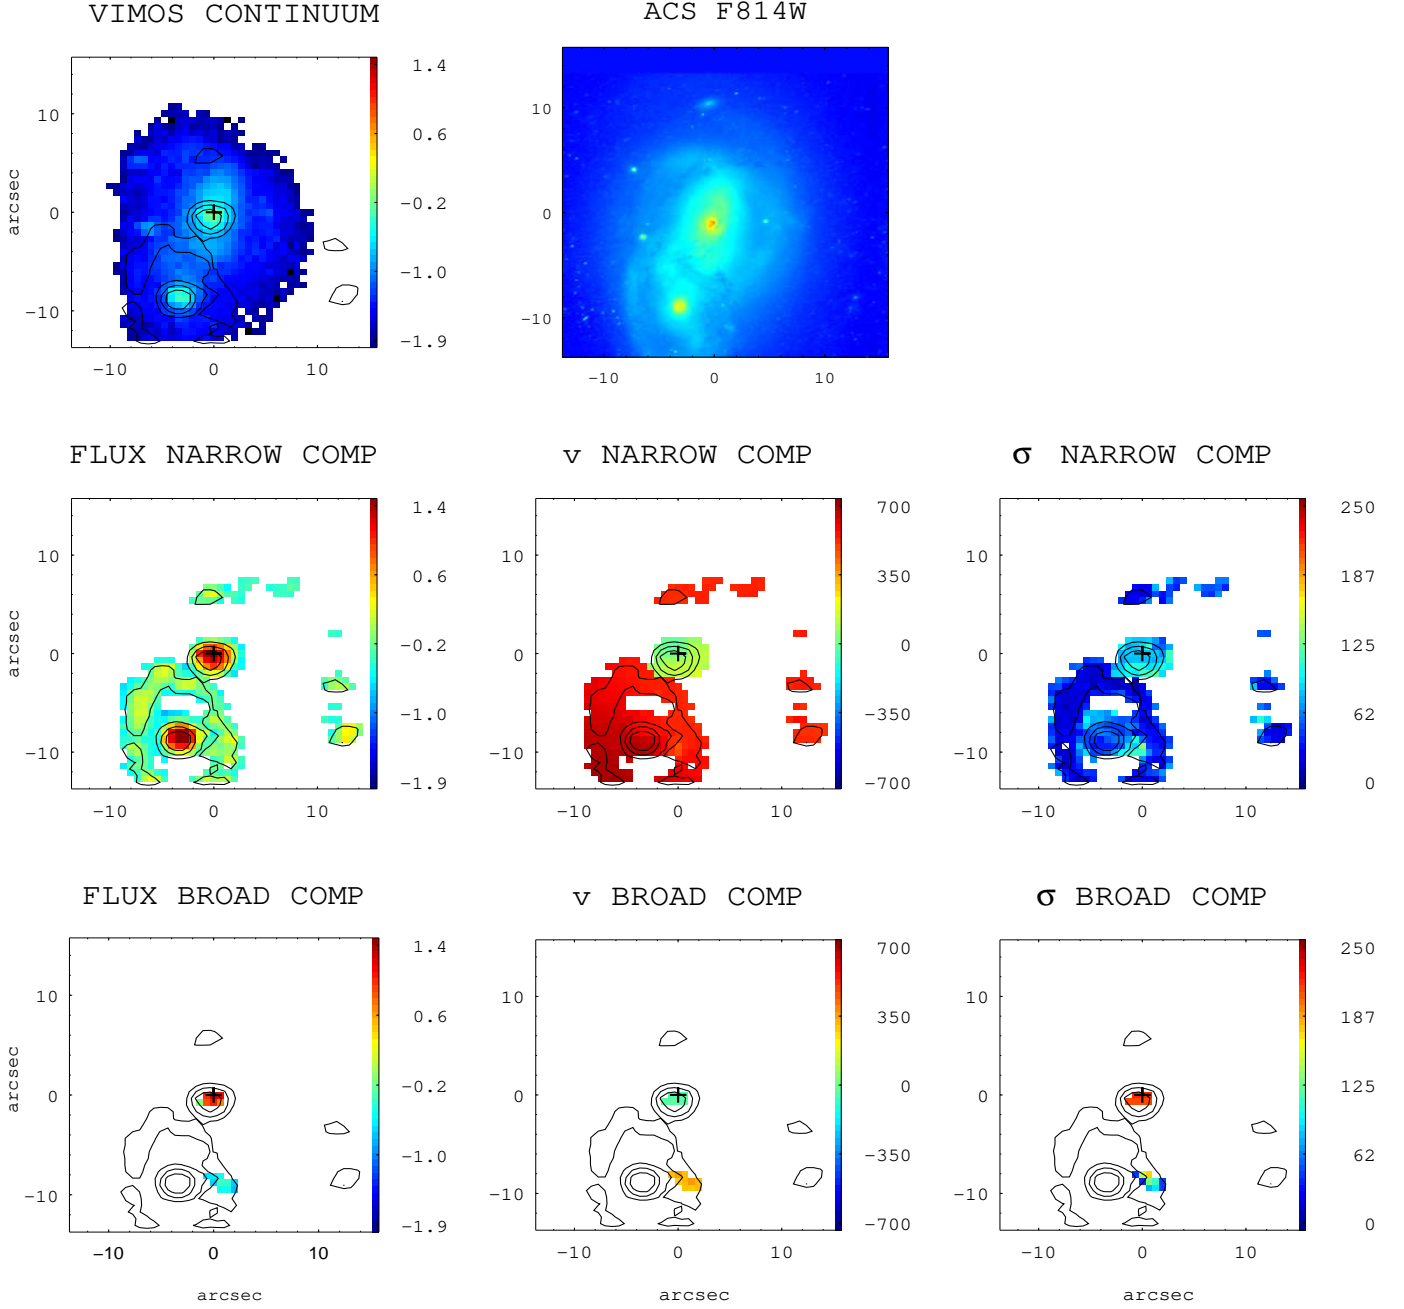 VIMOS CONTINUUM
ACS F814W
1.4
0.6
−0.2
−1.0
−1.9
10
0
−10
arcsec
−10 0 10
10
0
−10
−10 0 10
FLUX NARROW COMP
v NARROW COMP
σ NARROW COMP
10
0
−10
arcsec
−10 0 10
1.4
0.6
−0.2
−1.0
−1.9
10
0
−10
−10 0 10
700
350
0
−350
−700
10
0
−10
−10 0 10
250
187
125
62
0
FLUX BROAD COMP
v BROAD COMP
σ BROAD COMP
10
0
−10
arcsec
−10 0 10
arcsec
1.4
0.6
−0.2
−1.0
−1.9
10
0
−10
−10 0 10
arcsec
700
350
0
−350
−700
10
0
−10
−10 0 10
arcsec
250
187
125
62
0